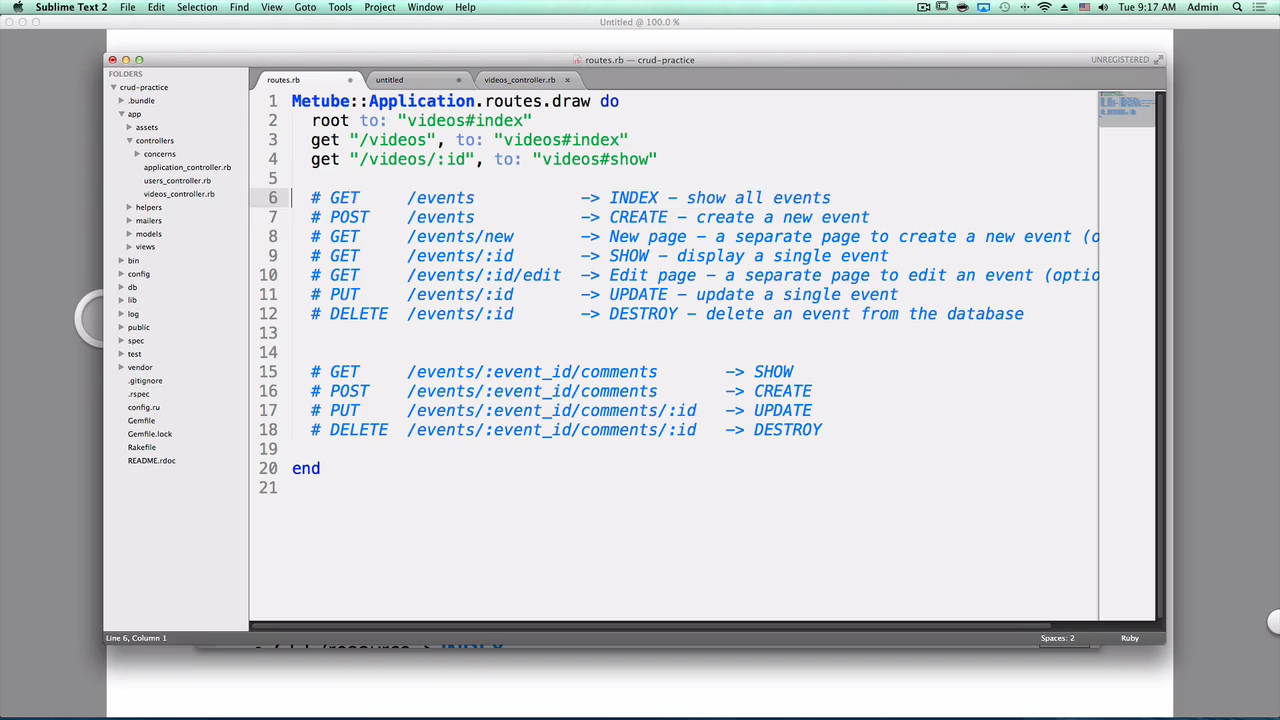 Sublime Text 2 File Edit Selection Find View Goto Tools Project Window Help Tue 9:17 AM Admin
Untitled @ 100.0 %
routes.rb — crud-practice UNREGISTERED
FOLDERS
crud-practice
.bundle
app
assets
controllers
concerns
application_controller.rb
users_controller.rb
videos_controller.rb
helpers
mailers
models
views
bin
config
db
lib
log
public
spec
test
vendor
.gitignore
.rspec
config.ru
Gemfile
Gemfile.lock
Rakefile
README.rdoc
routes.rb untitled videos_controller.rb
1 Metube::Application.routes.draw do
2 root to: "videos#index"
3 get "/videos", to: "videos#index"
4 get "/videos/:id", to: "videos#show"
5
6 # GET /events -> INDEX - show all events
7 # POST /events -> CREATE - create a new event
8 # GET /events/new -> New page - a separate page to create a new event (o
9 # GET /events/:id -> SHOW - display a single event
10 # GET /events/:id/edit -> Edit page - a separate page to edit an event (optio
11 # PUT /events/:id -> UPDATE - update a single event
12 # DELETE /events/:id -> DESTROY - delete an event from the database
13
14
15 # GET /events/:event_id/comments -> SHOW
16 # POST /events/:event_id/comments -> CREATE
17 # PUT /events/:event_id/comments/:id -> UPDATE
18 # DELETE /events/:event_id/comments/:id -> DESTROY
19
20 end
21
Line 6, Column 1 Spaces: 2 Ruby